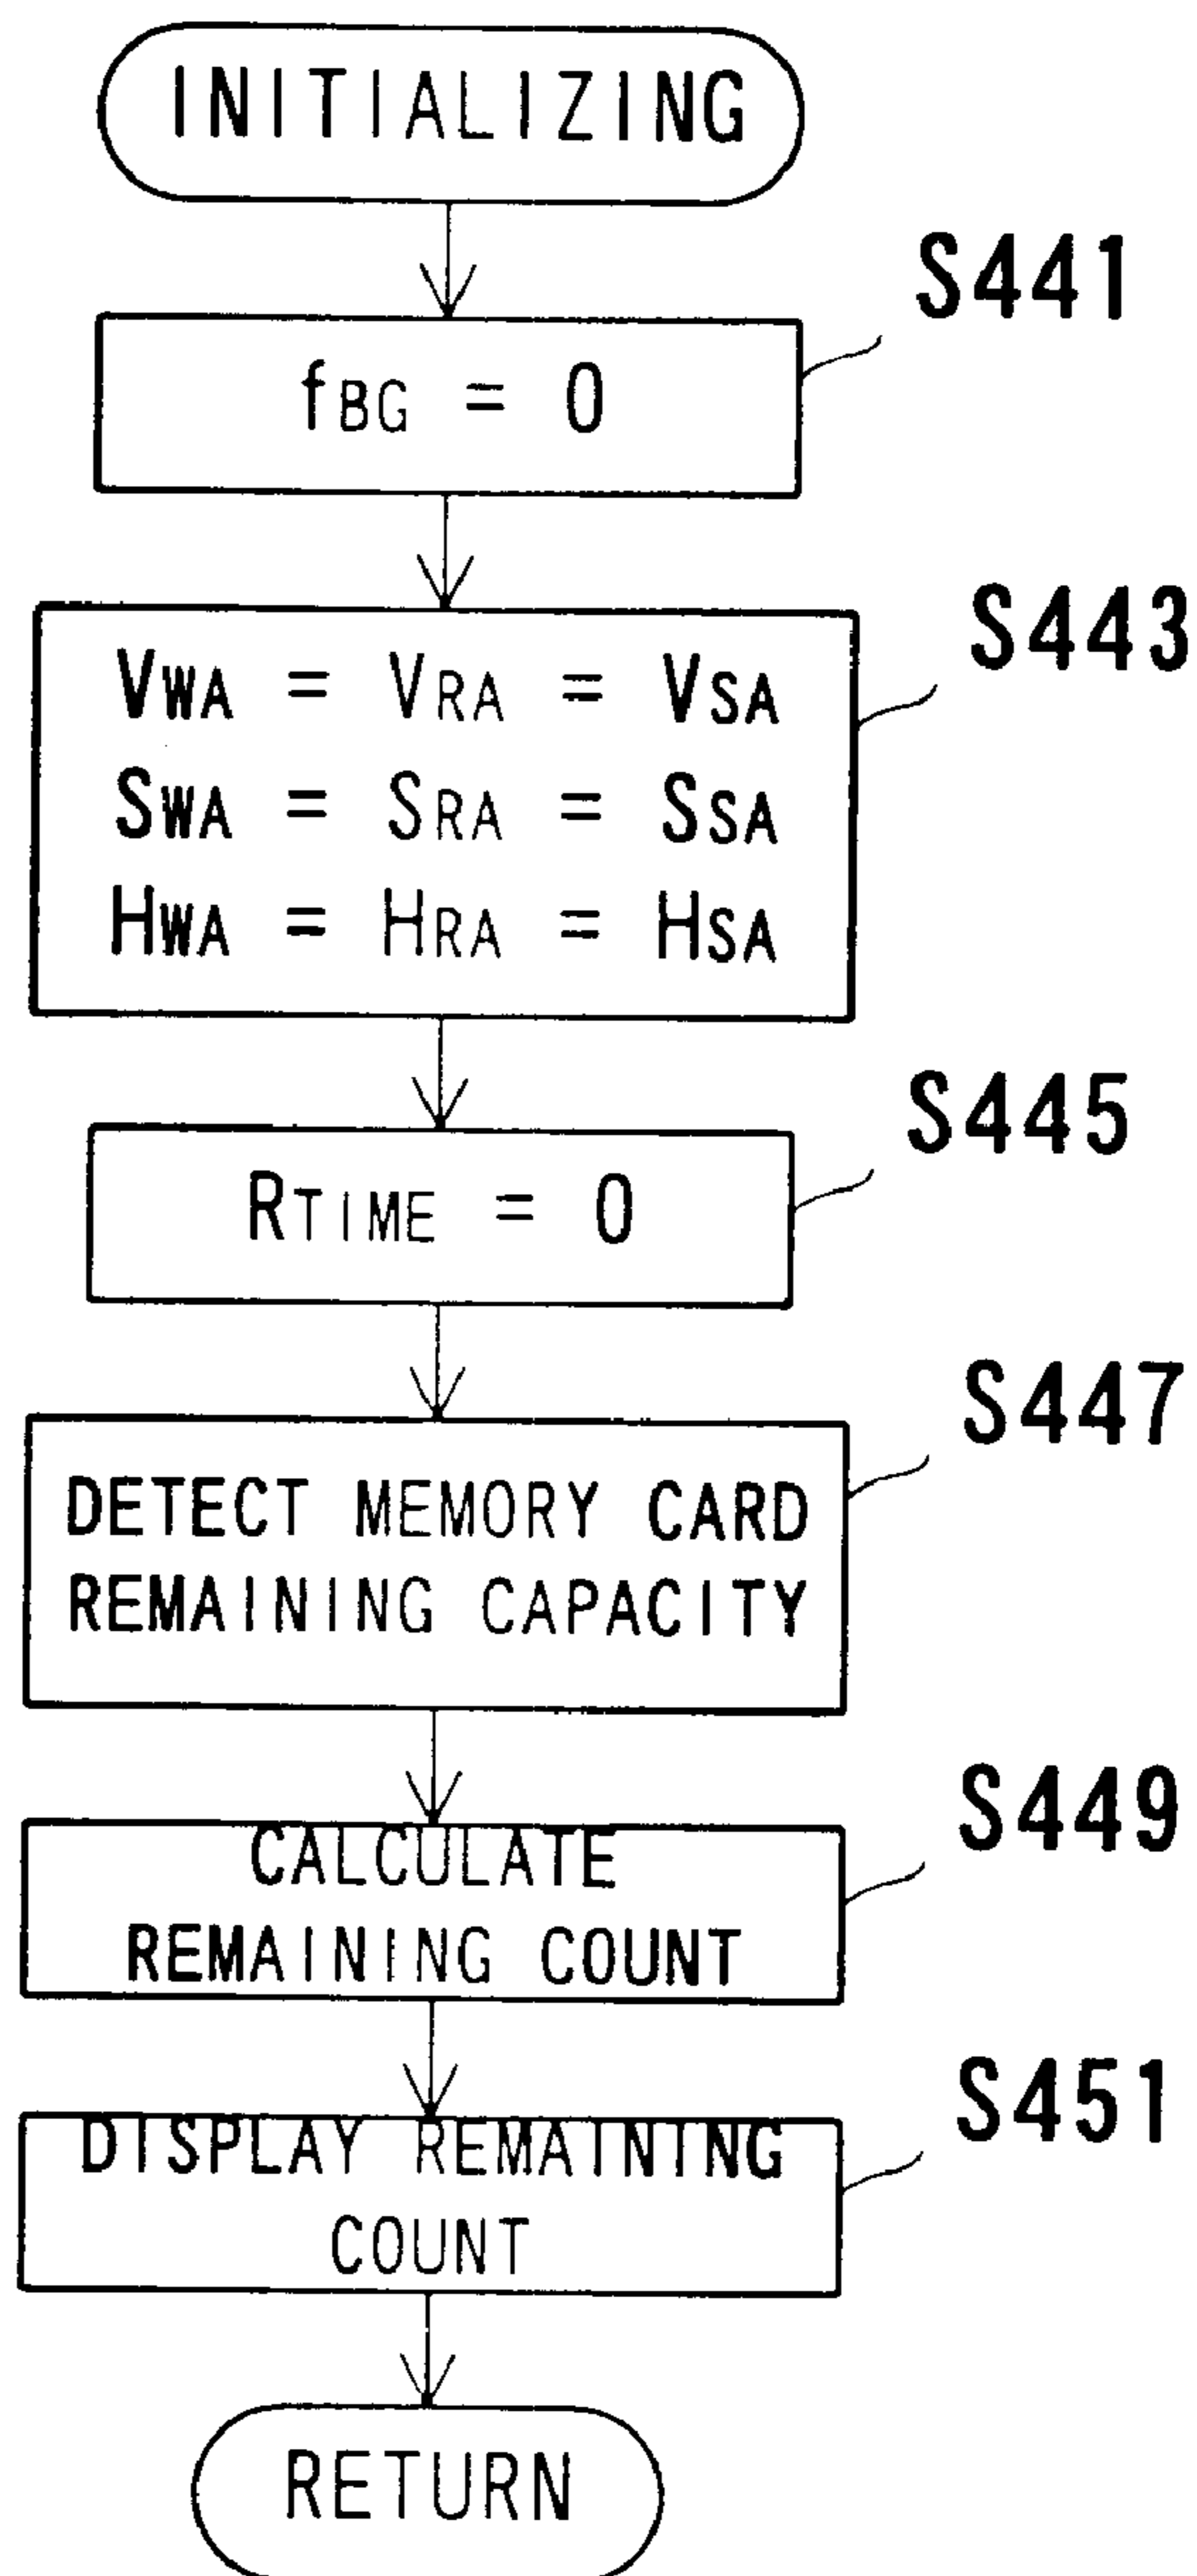 INITIALIZING
S441
fBG = 0
S443
VWA = VRA = VSA
SWA = SRA = SSA
HWA = HRA = HSA
S445
RTIME = 0
S447
DETECT MEMORY CARD
REMAINING CAPACITY
S449
CALCULATE
REMAINING COUNT
S451
DISPLAY REMAINING
COUNT
RETURN